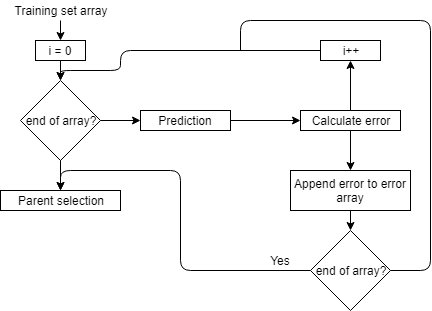 Training set array
i = 0
i++
end of array?
Prediction
Calculate error
Append error to error
array
Parent selection
Yes
end of array?